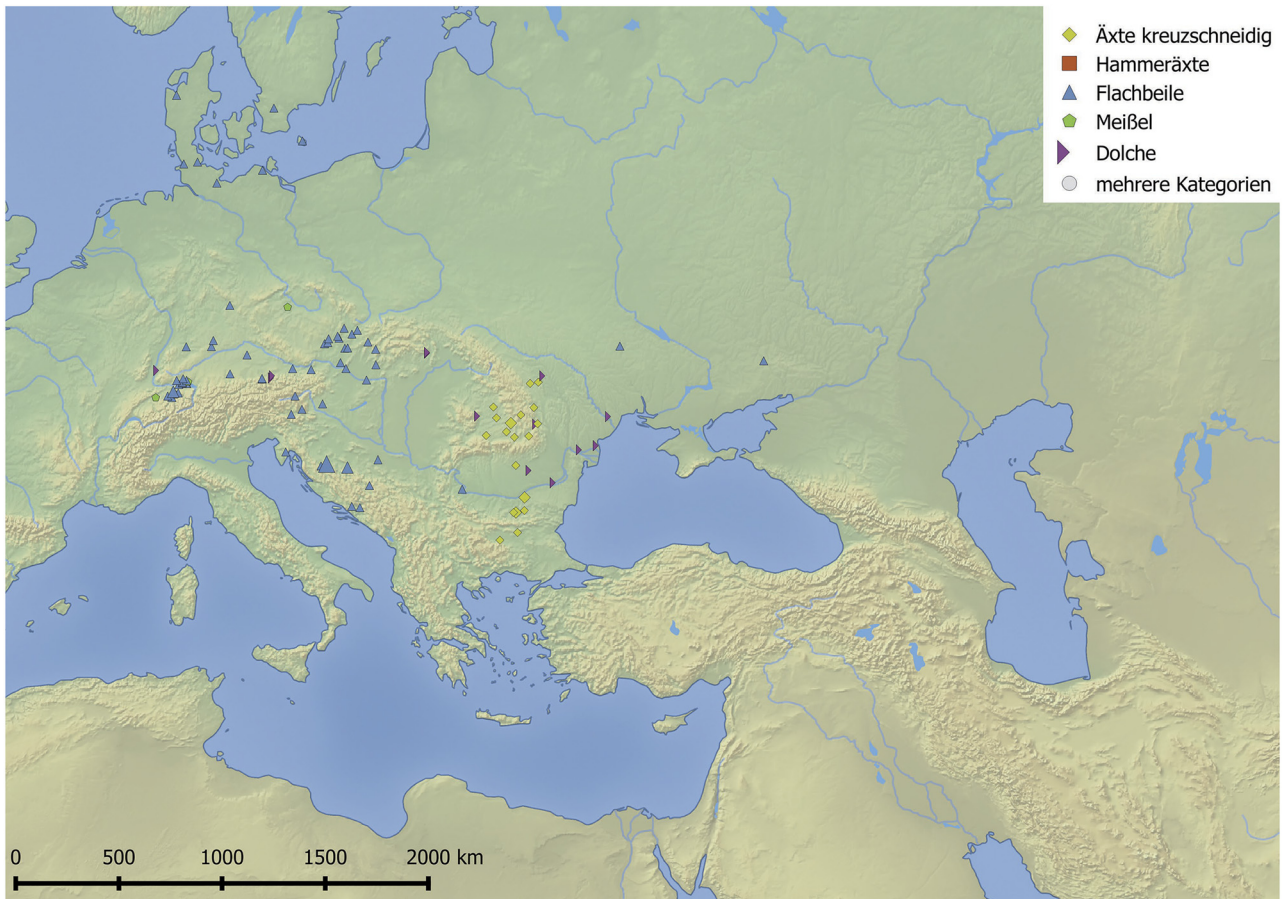 Äxte kreuzschneidig
Hammeräxte
Flachbeile
Meißel
Dolche
mehrere Kategorien
0 500 1000 1500 2000 km